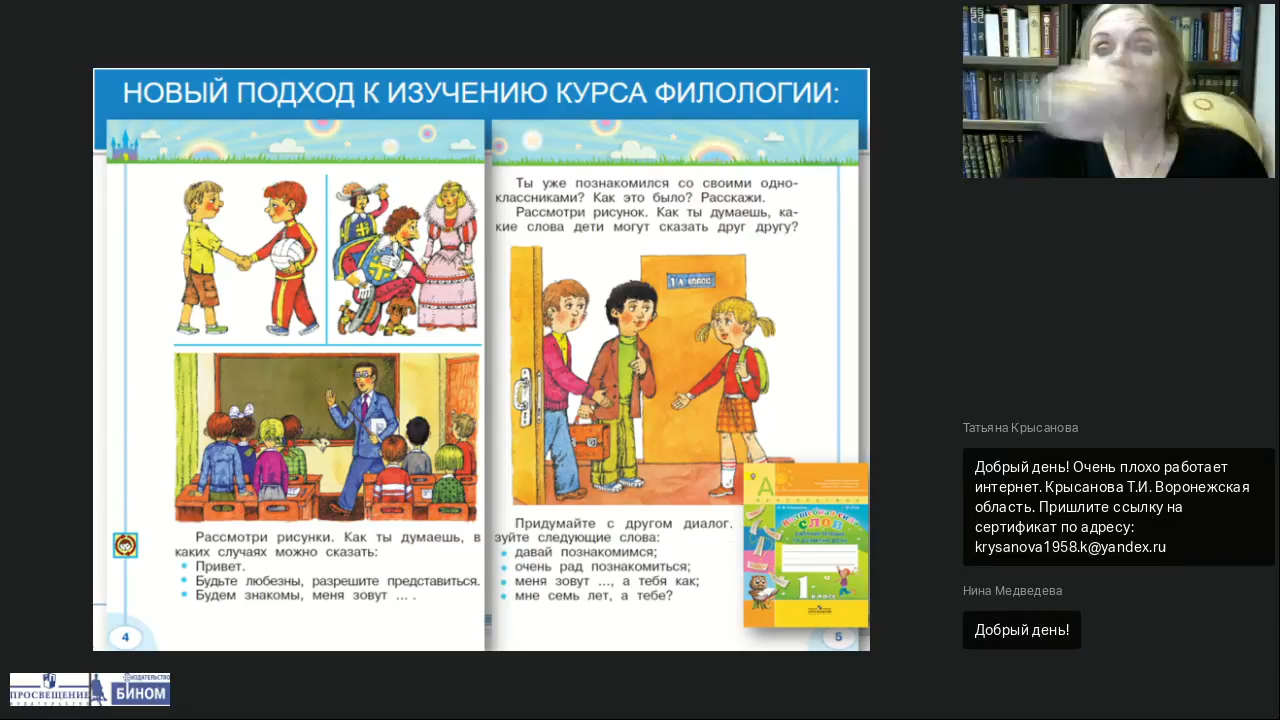 НОВЫЙ ПОДХОД К ИЗУЧЕНИЮ КУРСА ФИЛОЛОГИИ:
Рассмотри рисунки. Как ты думаешь, в
каких случаях можно сказать:
Привет.
Будьте любезны, разрешите представиться.
Будем знакомы, меня зовут ... .
4
Ты уже познакомился со своими одно-
классниками? Как это было? Расскажи.
Рассмотри рисунок. Как ты думаешь, ка-
кие слова дети могут сказать друг другу?
1 А КЛАСС
Придумайте с другом диалог.
зуйте следующие слова:
давай познакомимся;
очень рад познакомиться;
меня зовут ..., а тебя как;
мне семь лет, а тебе?
СЛОВ
1
класс
5
ПРОСВЕЩЕНИЕ
ИЗДАТЕЛЬСТВО
ИЗДАТЕЛЬСТВО
БИНОМ
Татьяна Крысанова
Добрый день! Очень плохо работает
интернет. Крысанова Т.И. Воронежская
область. Пришлите ссылку на
сертификат по адресу:
krysanova1958.k@yandex.ru
Нина Медведева
Добрый день!